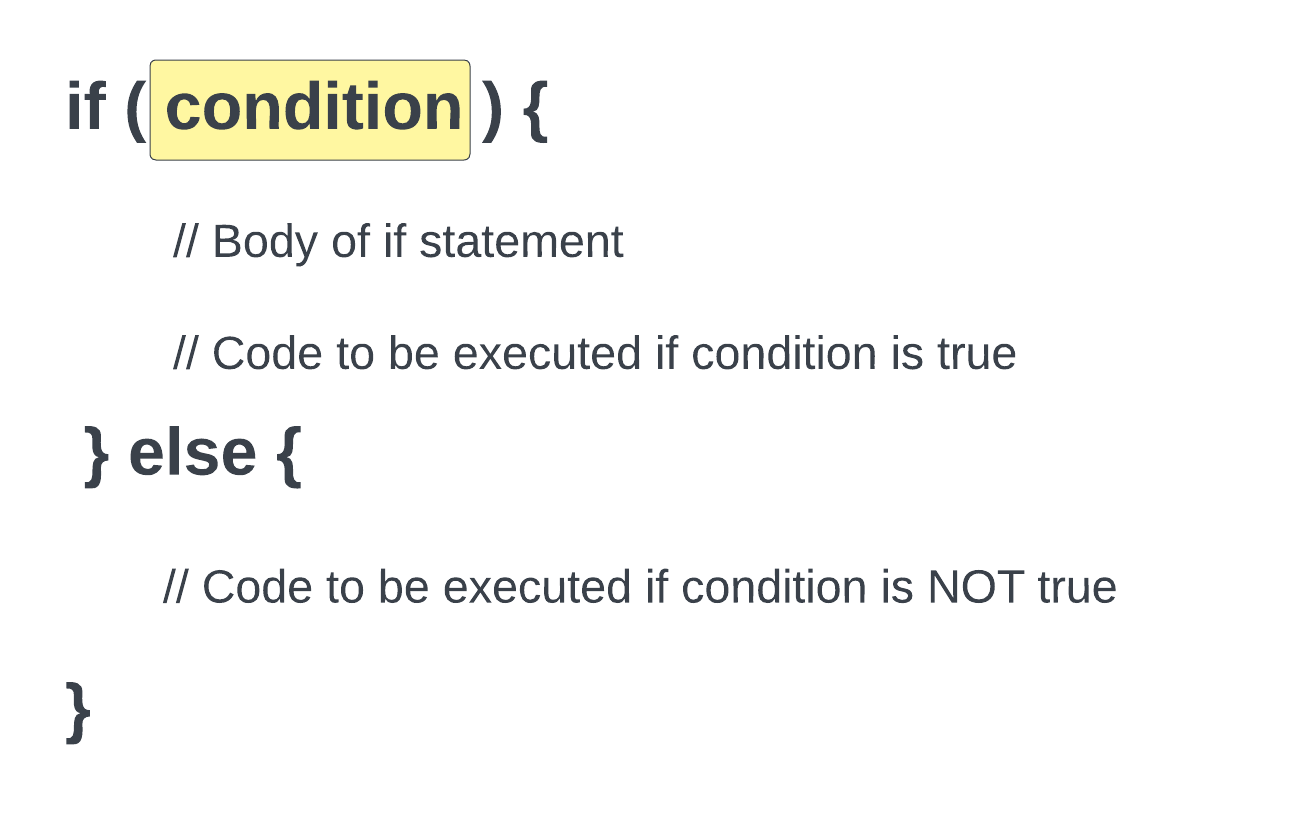 if ( condition ) {
// Body of if statement
// Code to be executed if condition is true
} else {
// Code to be executed if condition is NOT true
}